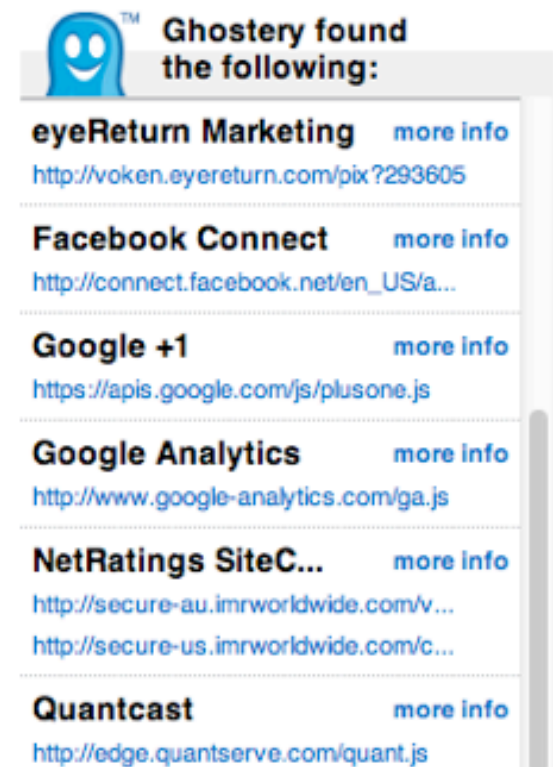 TM
Ghostery found
the following:
eyeReturn Marketing more info
http://voken.eyereturn.com/pix?293605
Facebook Connect more info
http://connect.facebook.net/en_US/a...
Google +1 more info
https://apis.google.com/js/plusone.js
Google Analytics more info
http://www.google-analytics.com/ga.js
NetRatings SiteC... more info
http://secure-au.imrworldwide.com/v...
http://secure-us.imrworldwide.com/c...
Quantcast more info
http://edge.quantserve.com/quant.js